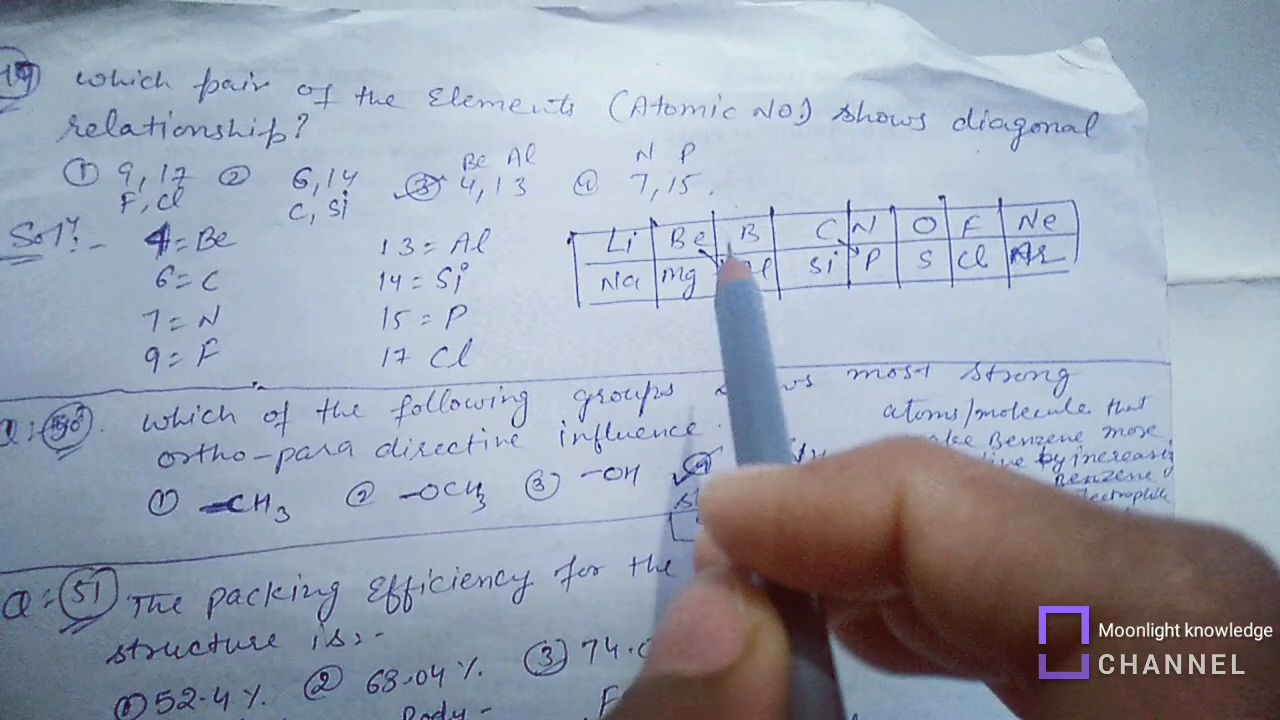 Which pair of the Elements (Atomic No.) shows diagonal
relationship?
① 9,17 ② 6,14 ③ 4,13 ④ 7,15.
F, Cl C, Si Be Al N P
Sol?:-
4 = Be 13 = Al
6 = C 14 = Si
7 = N 15 = P
9 = F 17 Cl
Li Be B C N O F Ne
Na Mg Si P S Cl Ar
which of the following groups most strong
ortho-para directive influence.
① -CH3 ② -OCH3 ③ -OH
atoms/molecule that
Benzene more
by increasi
Benzene
Q:- 51 The packing Efficiency for the
structure is:-
① 52.4% ② 68.04%. ③ 74.
Body -
Moonlight knowledge
CHANNEL